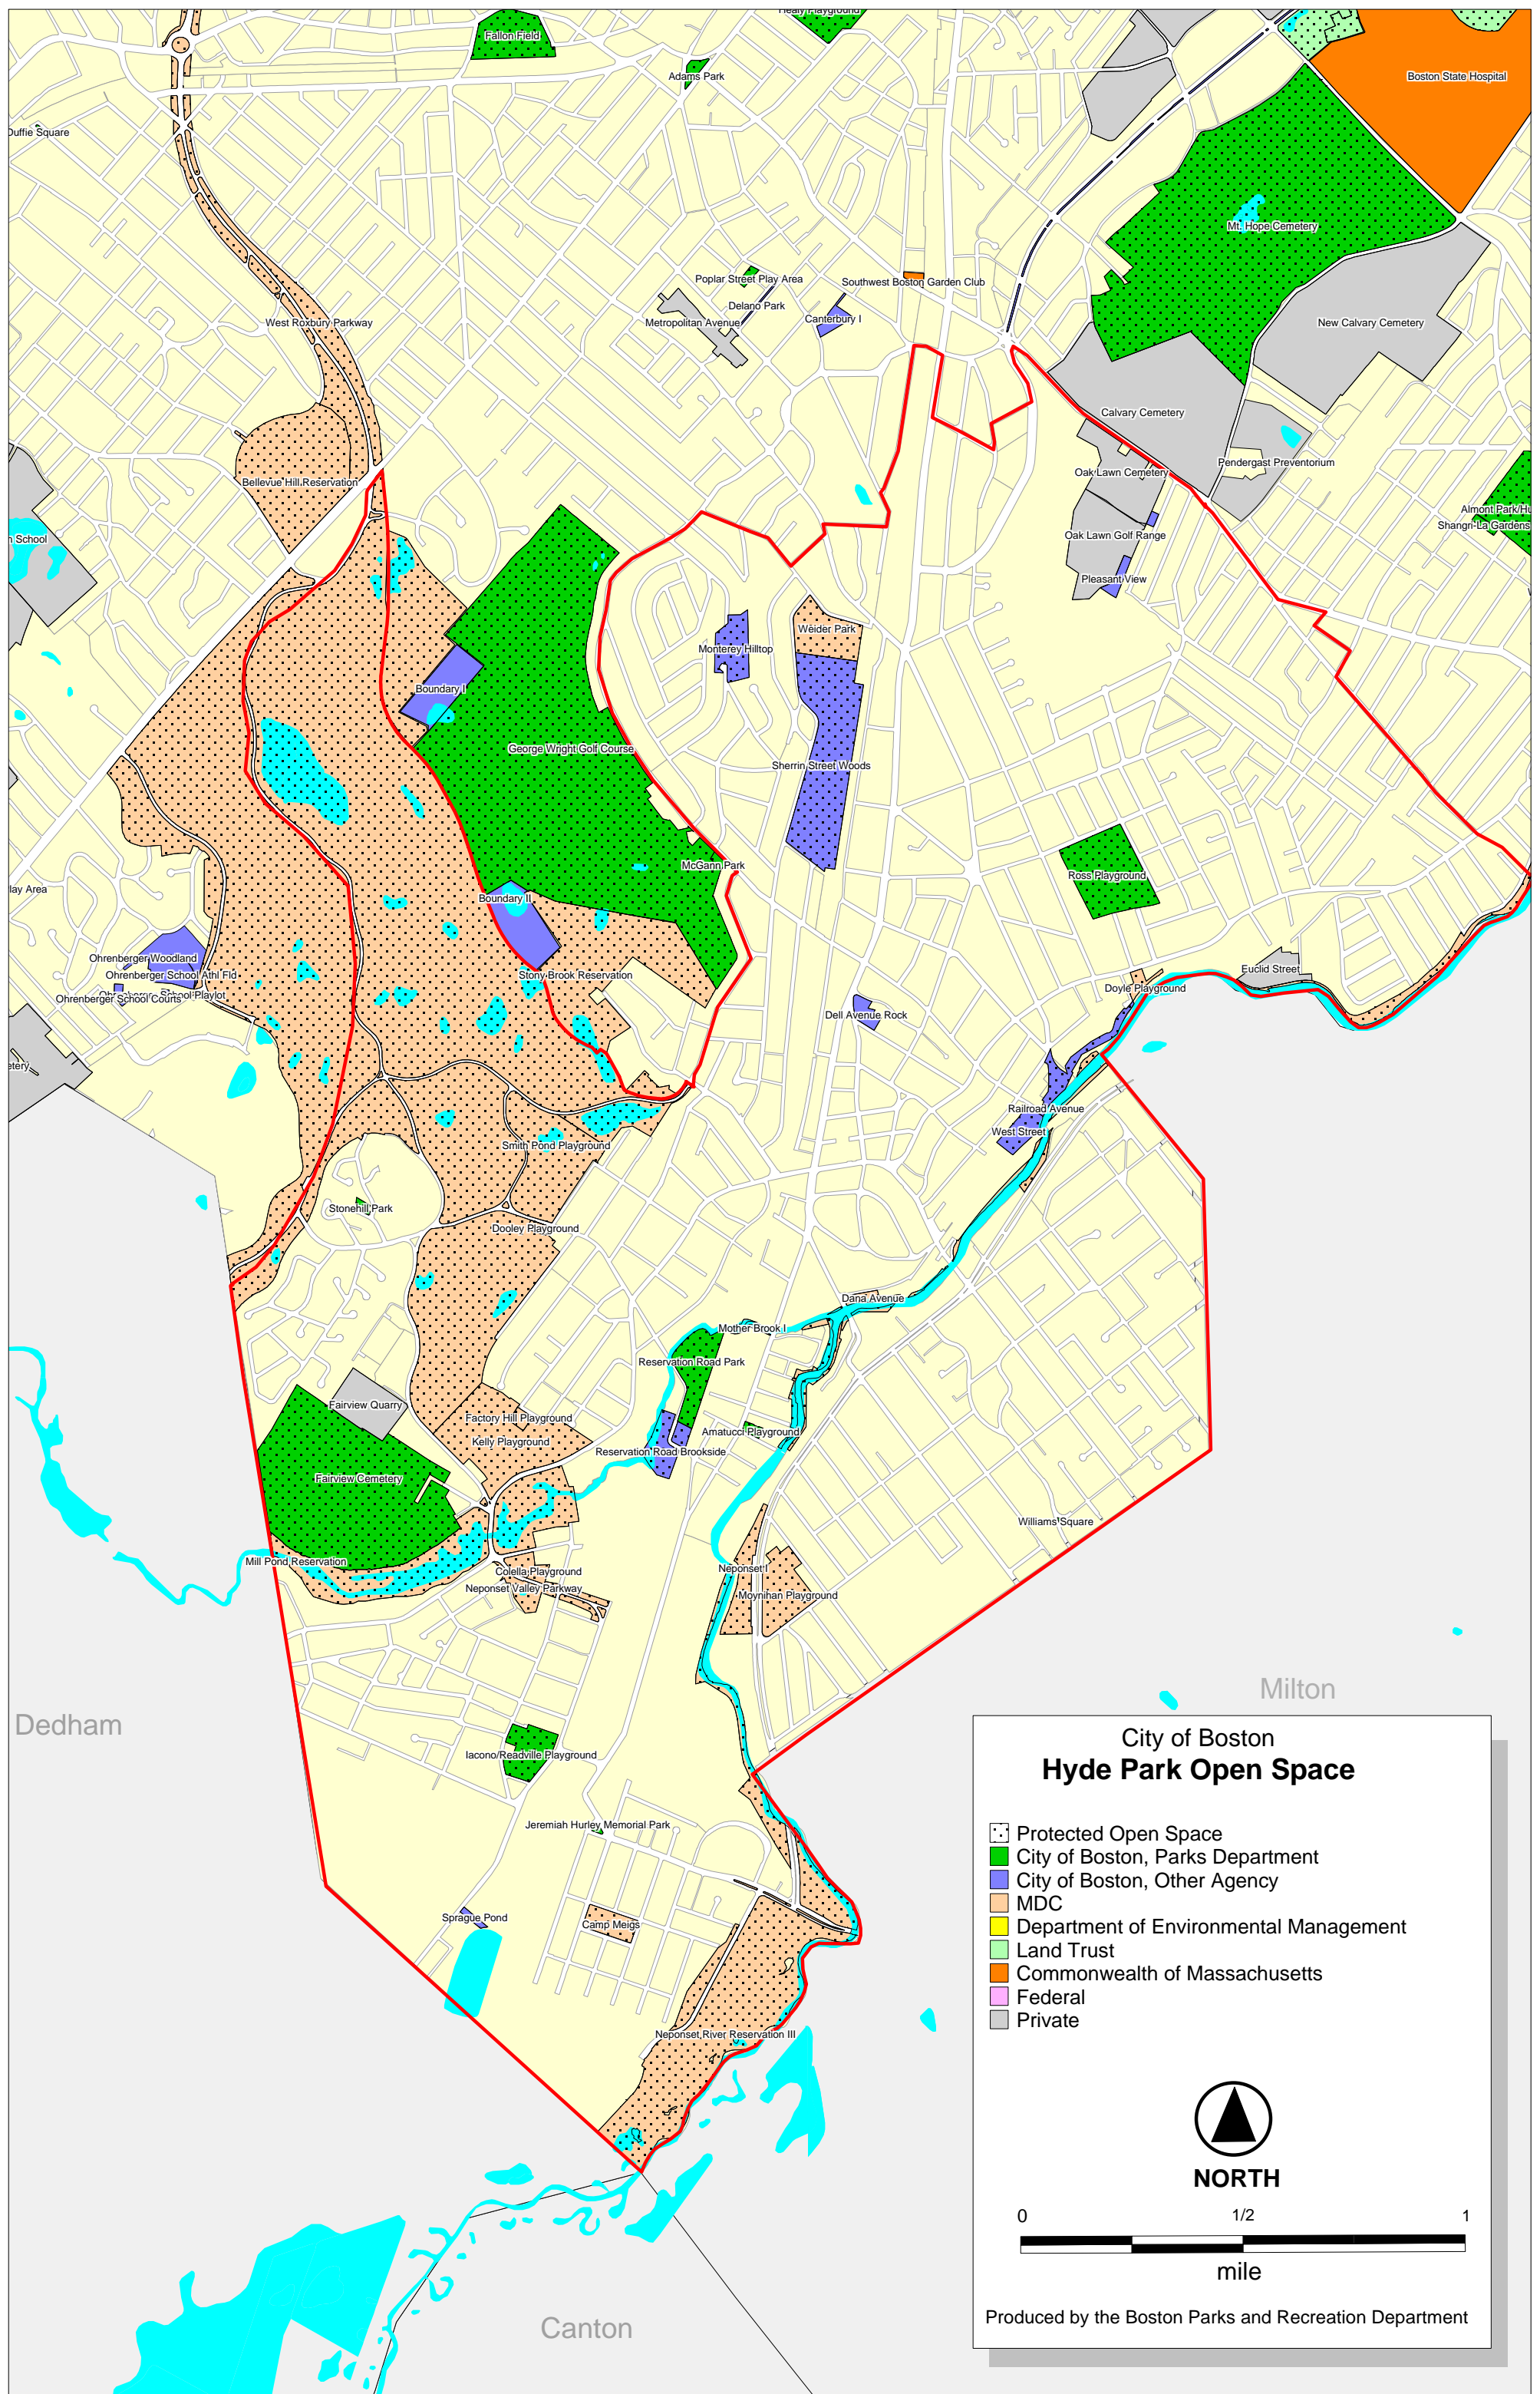 Healy Playground
Fallon Field
Adams Park
Boston State Hospital
Duffie Square
Mt. Hope Cemetery
Poplar Street Play Area
Southwest Boston Garden Club
Delano Park
Canterbury I
Metropolitan Avenue
West Roxbury Parkway
New Calvary Cemetery
Calvary Cemetery
Pendergast Preventorium
Oak Lawn Cemetery
Bellevue Hill Reservation
Almont Park/Hu
Shangri-La Gardens
Oak Lawn Golf Range
n School
Pleasant View
Weider Park
Monterey Hilltop
Boundary I
George Wright Golf Course
Sherrin Street Woods
McGann Park
Ross Playground
lay Area
Boundary II
Ohrenberger Woodland
Ohrenberger School Athl Fld
Ohrenberger School Playlot
Ohrenberger School Courts
Stony Brook Reservation
Euclid Street
Doyle Playground
Dell Avenue Rock
etery
Railroad Avenue
West Street
Smith Pond Playground
Stonehill Park
Dooley Playground
Dana Avenue
Mother Brook I
Reservation Road Park
Fairview Quarry
Factory Hill Playground
Amatucci Playground
Kelly Playground
Reservation Road Brookside
Fairview Cemetery
Williams Square
Mill Pond Reservation
Colella Playground
Neponset I
Neponset Valley Parkway
Moynihan Playground
Milton
Dedham
Iacono/Readville Playground
Jeremiah Hurley Memorial Park
Sprague Pond
Camp Meigs
Neponset River Reservation III
Canton
City of Boston
Hyde Park Open Space
Protected Open Space
City of Boston, Parks Department
City of Boston, Other Agency
MDC
Department of Environmental Management
Land Trust
Commonwealth of Massachusetts
Federal
Private
NORTH
0 1/2 1
mile
Produced by the Boston Parks and Recreation Department